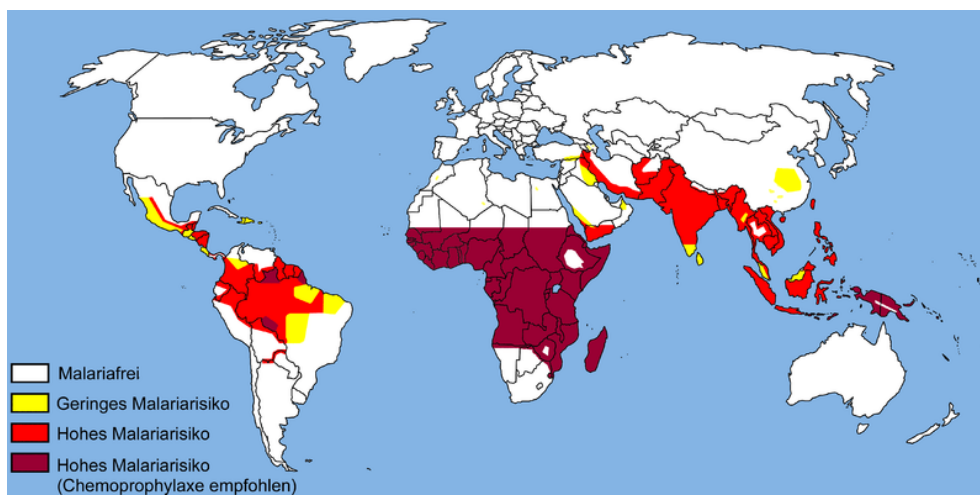 Malariafrei
Geringes Malariarisiko
Hohes Malariarisiko
Hohes Malariarisiko
(Chemoprophylaxe empfohlen)